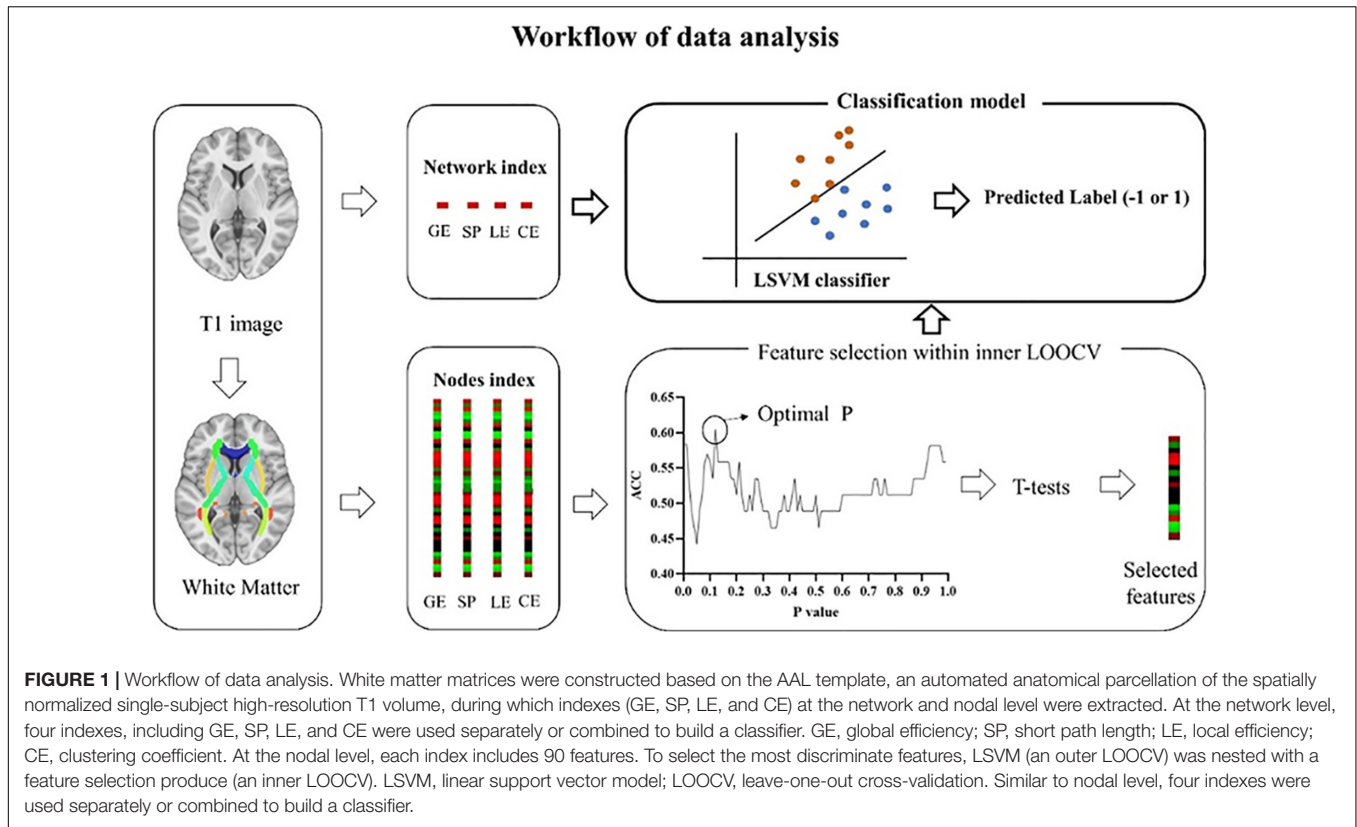 Workflow of data analysis
T1 image
White Matter
Network index
GE SP LE CE
Nodes index
GE SP LE CE
Classification model
LSVM classifier
Predicted Label (-1 or 1)
Feature selection within inner LOOCV
Optimal P
ACC
0.65
0.60
0.55
0.50
0.45
0.40
0.0 0.1 0.2 0.3 0.4 0.5 0.6 0.7 0.8 0.9 1.0
P value
T-tests
Selected
features
FIGURE 1 | Workflow of data analysis. White matter matrices were constructed based on the AAL template, an automated anatomical parcellation of the spatially
normalized single-subject high-resolution T1 volume, during which indexes (GE, SP, LE, and CE) at the network and nodal level were extracted. At the network level,
four indexes, including GE, SP, LE, and CE were used separately or combined to build a classifier. GE, global efficiency; SP, short path length; LE, local efficiency;
CE, clustering coefficient. At the nodal level, each index includes 90 features. To select the most discriminate features, LSVM (an outer LOOCV) was nested with a
feature selection produce (an inner LOOCV). LSVM, linear support vector model; LOOCV, leave-one-out cross-validation. Similar to nodal level, four indexes were
used separately or combined to build a classifier.